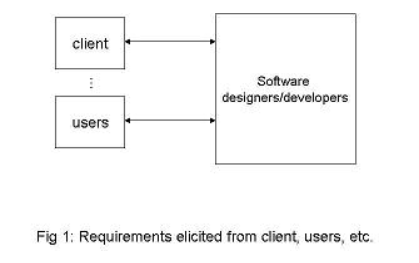 client
⋮
users
Software
designers/developers
Fig 1: Requirements elicited from client, users, etc.